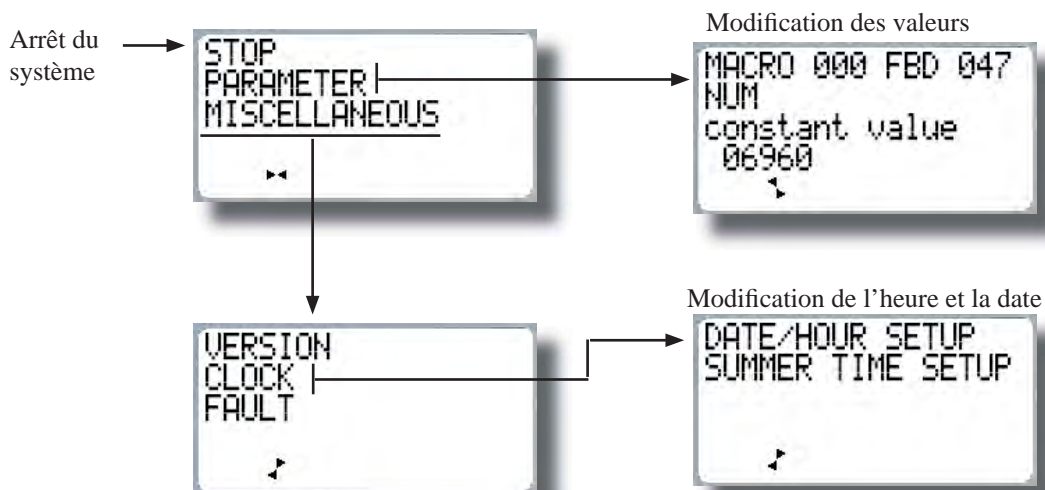 Arrêt du
système
STOP
PARAMETER
MISCELLANEOUS
Modification des valeurs
MACRO 000 FBD 047
NUM
constant value
06960
VERSION
CLOCK
FAULT
Modification de l'heure et la date
DATE/HOUR SETUP
SUMMER TIME SETUP